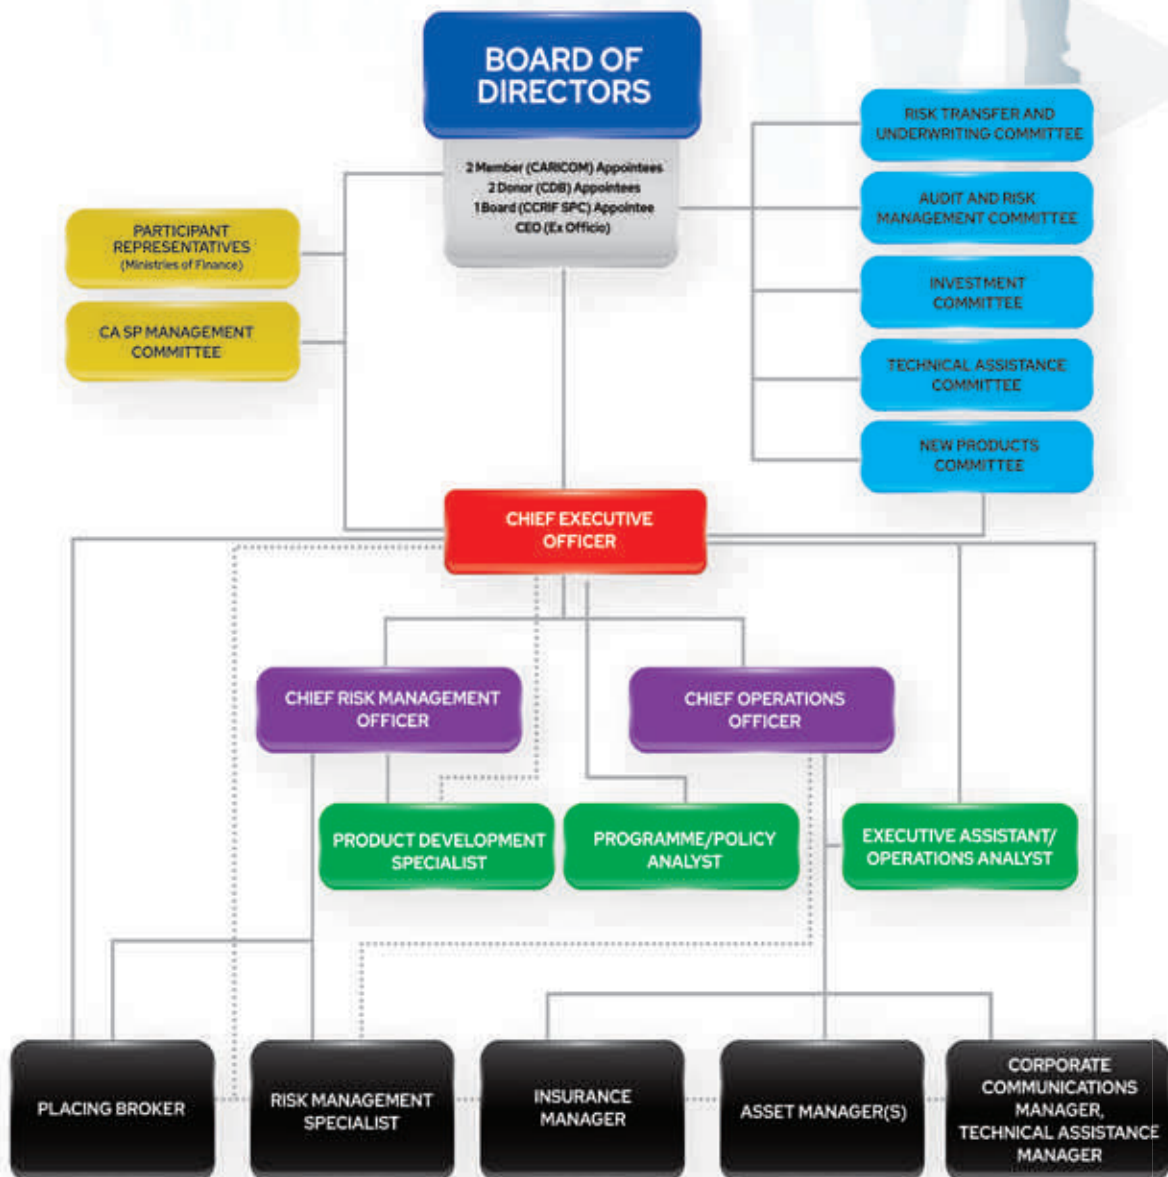 BOARD OF
DIRECTORS
2 Member (CARICOM) Appointees
2 Donor (CDB) Appointees
1 Board (CCRIF SPC) Appointee
CEO (Ex Officio)
RISK TRANSFER AND
UNDERWRITING COMMITTEE
AUDIT AND RISK
MANAGEMENT COMMITTEE
INVESTMENT
COMMITTEE
TECHNICAL ASSISTANCE
COMMITTEE
NEW PRODUCTS
COMMITTEE
PARTICIPANT
REPRESENTATIVES
(Ministries of Finance)
CA SP MANAGEMENT
COMMITTEE
CHIEF EXECUTIVE
OFFICER
CHIEF RISK MANAGEMENT
OFFICER
CHIEF OPERATIONS
OFFICER
PRODUCT DEVELOPMENT
SPECIALIST
PROGRAMME/POLICY
ANALYST
EXECUTIVE ASSISTANT/
OPERATIONS ANALYST
PLACING BROKER
RISK MANAGEMENT
SPECIALIST
INSURANCE
MANAGER
ASSET MANAGER(S)
CORPORATE
COMMUNICATIONS
MANAGER,
TECHNICAL ASSISTANCE
MANAGER